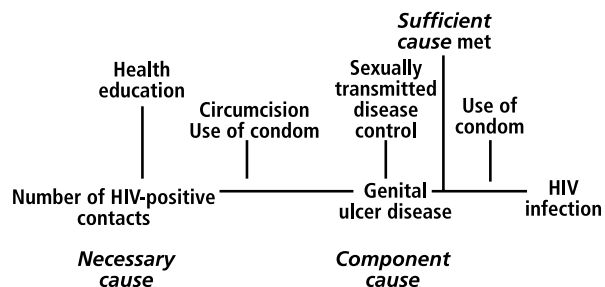 Sufficient
cause met
Health
education
Sexually
transmitted
disease
control
Circumcision
Use of condom
Use of
condom
Number of HIV-positive
contacts
Genital
ulcer disease
HIV
infection
Necessary
cause
Component
cause